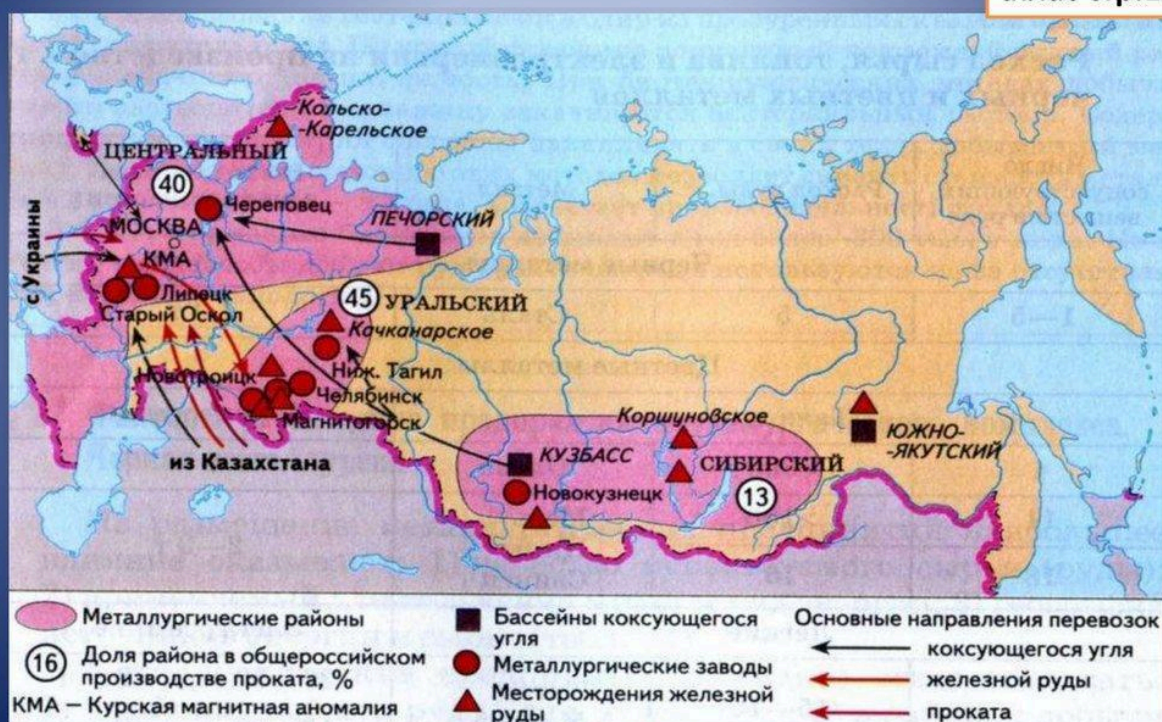 Кольско-
-Карельское
ЦЕНТРАЛЬНЫЙ
40
Череповец
ПЕЧОРСКИЙ
МОСКВА
с Украины
КМА
Липецк
Старый Оскол
45
УРАЛЬСКИЙ
Качканарское
Ниж. Тагил
Новотроицк
Челябинск
Магнитогорск
из Казахстана
Коршуновское
КУЗБАСС
СИБИРСКИЙ
Новокузнецк
13
ЮЖНО-
-ЯКУТСКИЙ
Металлургические районы
16 Доля района в общероссийском
производстве проката, %
КМА – Курская магнитная аномалия
Бассейны коксующегося
угля
Металлургические заводы
Месторождения железной
руды
Основные направления перевозок
коксующегося угля
железной руды
проката